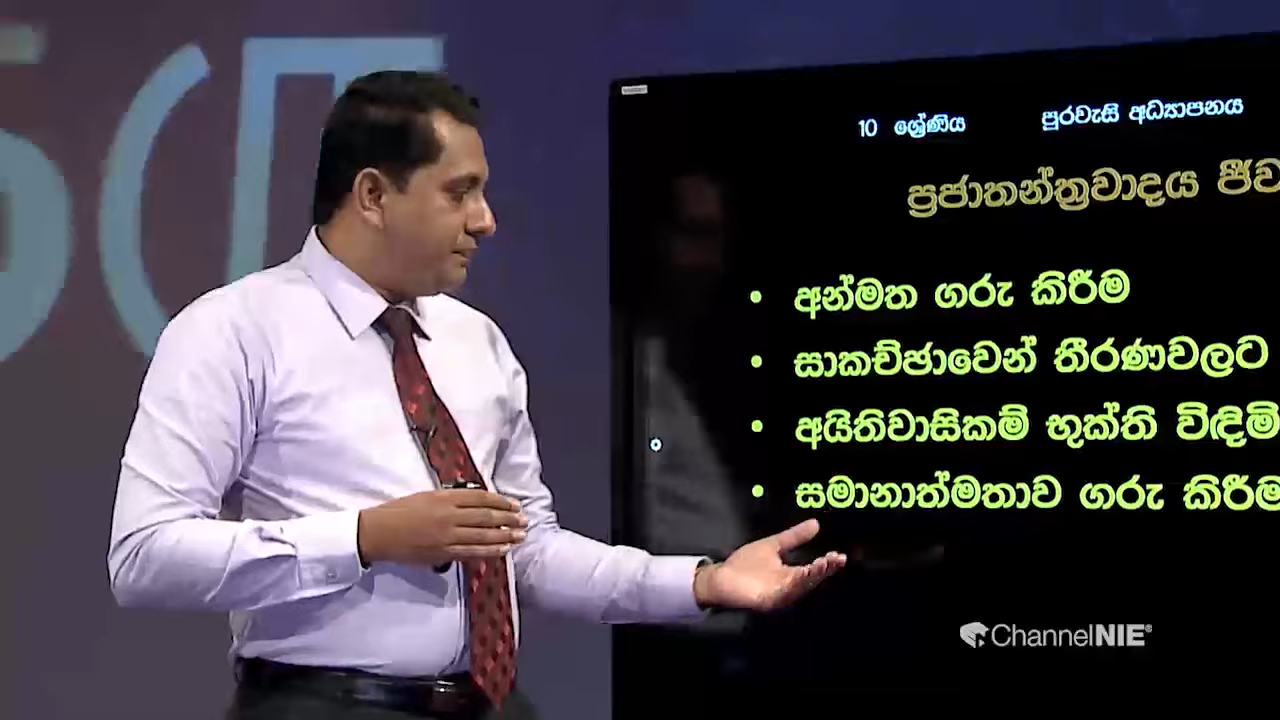 10 ශ්‍රේණිය පුරවැසි අධ්‍යාපනය
ප්‍රජාතන්ත්‍රවාදය
• අන්මත ගරු කිරීම
• සාකච්ඡාවෙන් තීරණවලට
• අයිතිවාසිකම් භුක්ති
• සමානාත්මතාව ගරු කිරීම
ChannelNIE